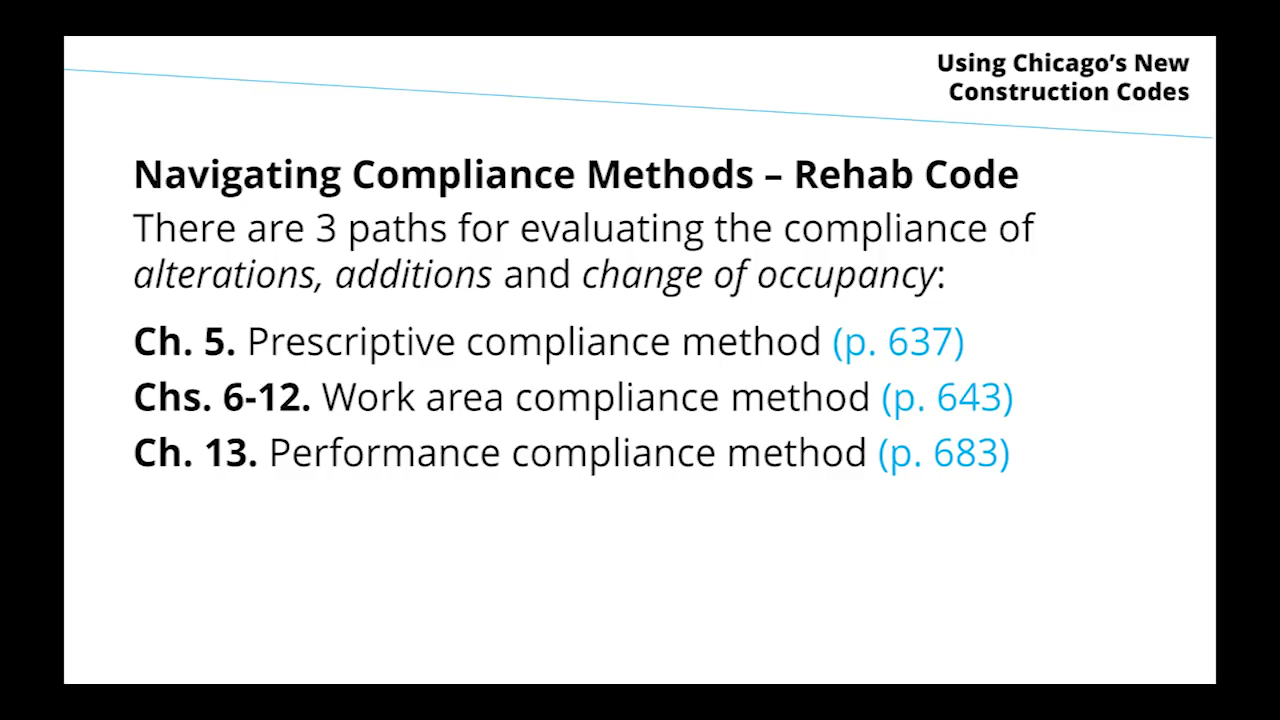 Using Chicago’s New
Construction Codes
Navigating Compliance Methods – Rehab Code
There are 3 paths for evaluating the compliance of
alterations, additions and change of occupancy:
Ch. 5. Prescriptive compliance method (p. 637)
Chs. 6-12. Work area compliance method (p. 643)
Ch. 13. Performance compliance method (p. 683)